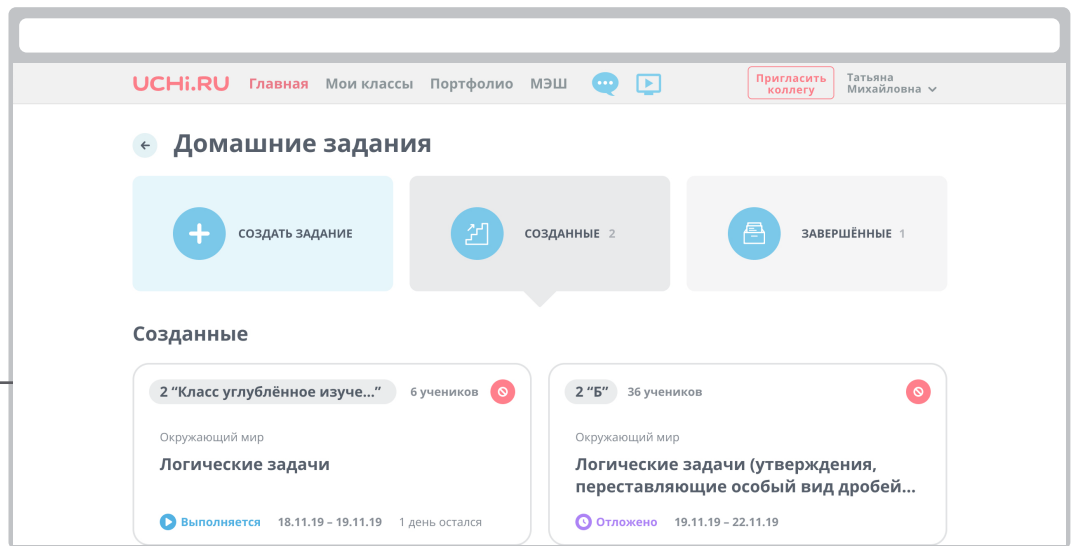 UCHi.RU Главная Мои классы Портфолио МЭШ
Пригласить
коллегу
Татьяна
Михайловна
Домашние задания
СОЗДАТЬ ЗАДАНИЕ
СОЗДАННЫЕ 2
ЗАВЕРШЁННЫЕ 1
Созданные
2 “Класс углублённое изуче...” 6 учеников
Окружающий мир
Логические задачи
Выполняется 18.11.19 – 19.11.19 1 день остался
2 “Б” 36 учеников
Окружающий мир
Логические задачи (утверждения,
переставляющие особый вид дробей...
Отложено 19.11.19 – 22.11.19